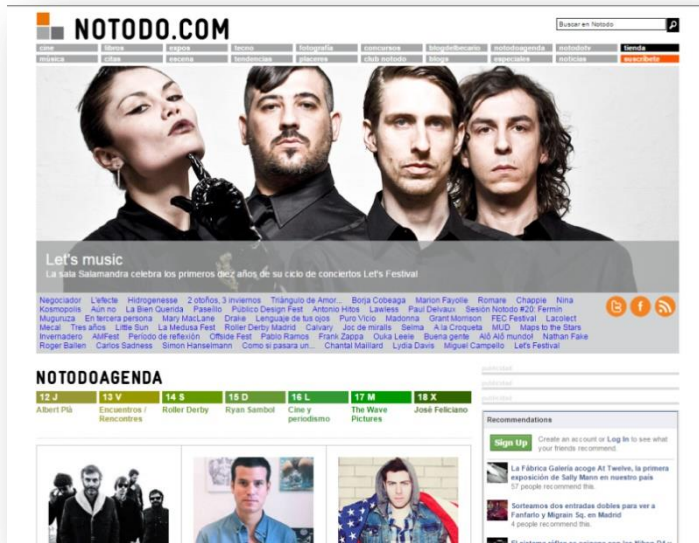 NOTODO.COM
Buscar en Notodo
cine libros expos tecno fotografía concursos blogdelbecario notodoagenda notodotv tienda
música citas escena tendencias placeres club notodo blogs especiales noticias suscríbete
Let's music
La sala Salamandra celebra los primeros diez años de su ciclo de conciertos Let's Festival
Negociador L'efecte Hidrogenesse 2 otoños, 3 inviernos Triángulo de Amor... Borja Cobeaga Marion Fayolle Romare Chappie Nina
Kosmopolis Aún no La Bien Querida Paseillo Público Design Fest Antonio Hitos Lawless Paul Delvaux Sesión Notodo #20: Fermín
Muguruza En tercera persona Mary MacLane Drake Lenguaje de tus ojos Puro Vicio Madonna Grant Morrison FEC Festival Lacolect
Mecal Tres años Little Sun La Medusa Fest Roller Derby Madrid Calvary Joc de miralls Selma A la Croqueta MUD Maps to the Stars
Invernadero AMFest Período de reflexión Offside Fest Pablo Ramos Frank Zappa Ouka Leele Buena gente Alô Alô mundo! Nathan Fake
Roger Ballen Carlos Sadness Simon Hanselmann Como si pasara un... Chantal Maillard Lydia Davis Miguel Campello Let's Festival
NOTODOAGENDA
12 J 13 V 14 S 15 D 16 L 17 M 18 X
Albert Plà Encuentros / Roller Derby Ryan Sambol Cine y The Wave José Feliciano
Rencontres periodismo Pictures
publicidad
publicidad
publicidad
Recommendations
Sign Up Create an account or Log In to see what
your friends recommend.
La Fábrica Galería acoge At Twelve, la primera
exposición de Sally Mann en nuestro país
57 people recommend this.
Sorteamos dos entradas dobles para ver a
Fanfarlo y Migrain Sq. en Madrid
4 people recommend this.